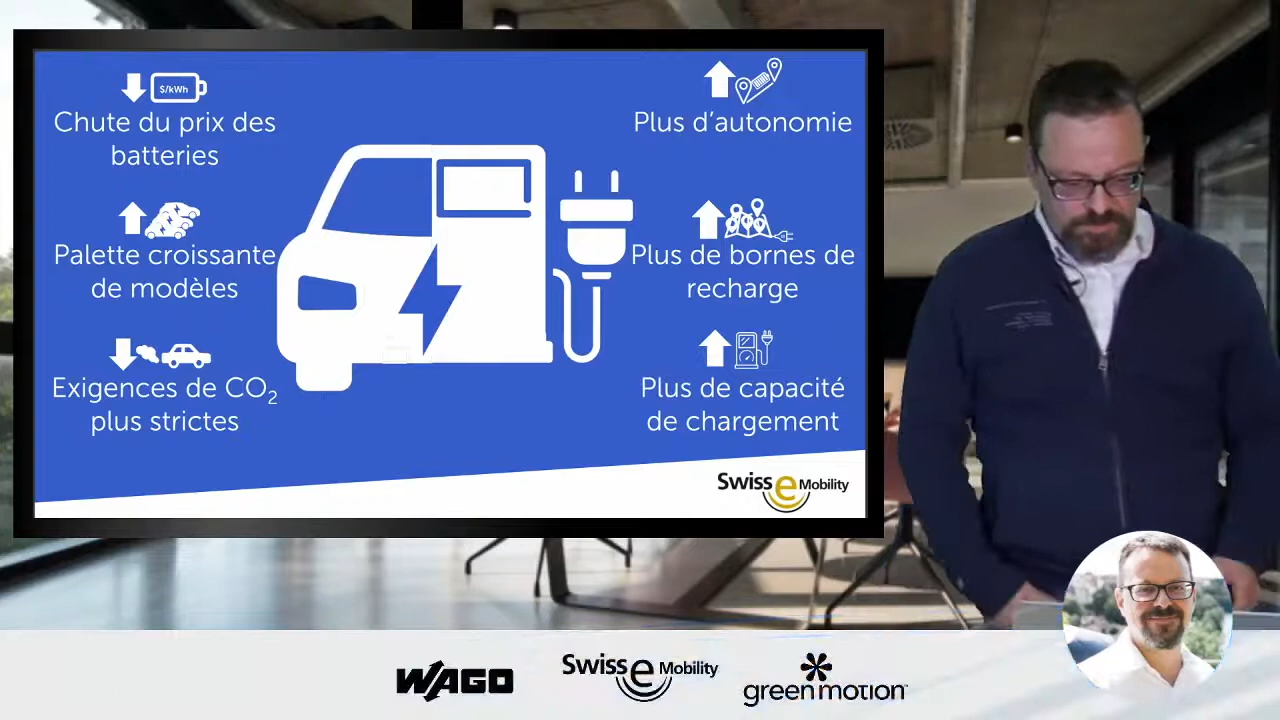 $/kWh
Chute du prix des
batteries
Palette croissante
de modèles
Exigences de CO₂
plus strictes
Plus d’autonomie
Plus de bornes de
recharge
Plus de capacité
de chargement
Swiss e Mobility
WAGO
Swiss e Mobility
green motion